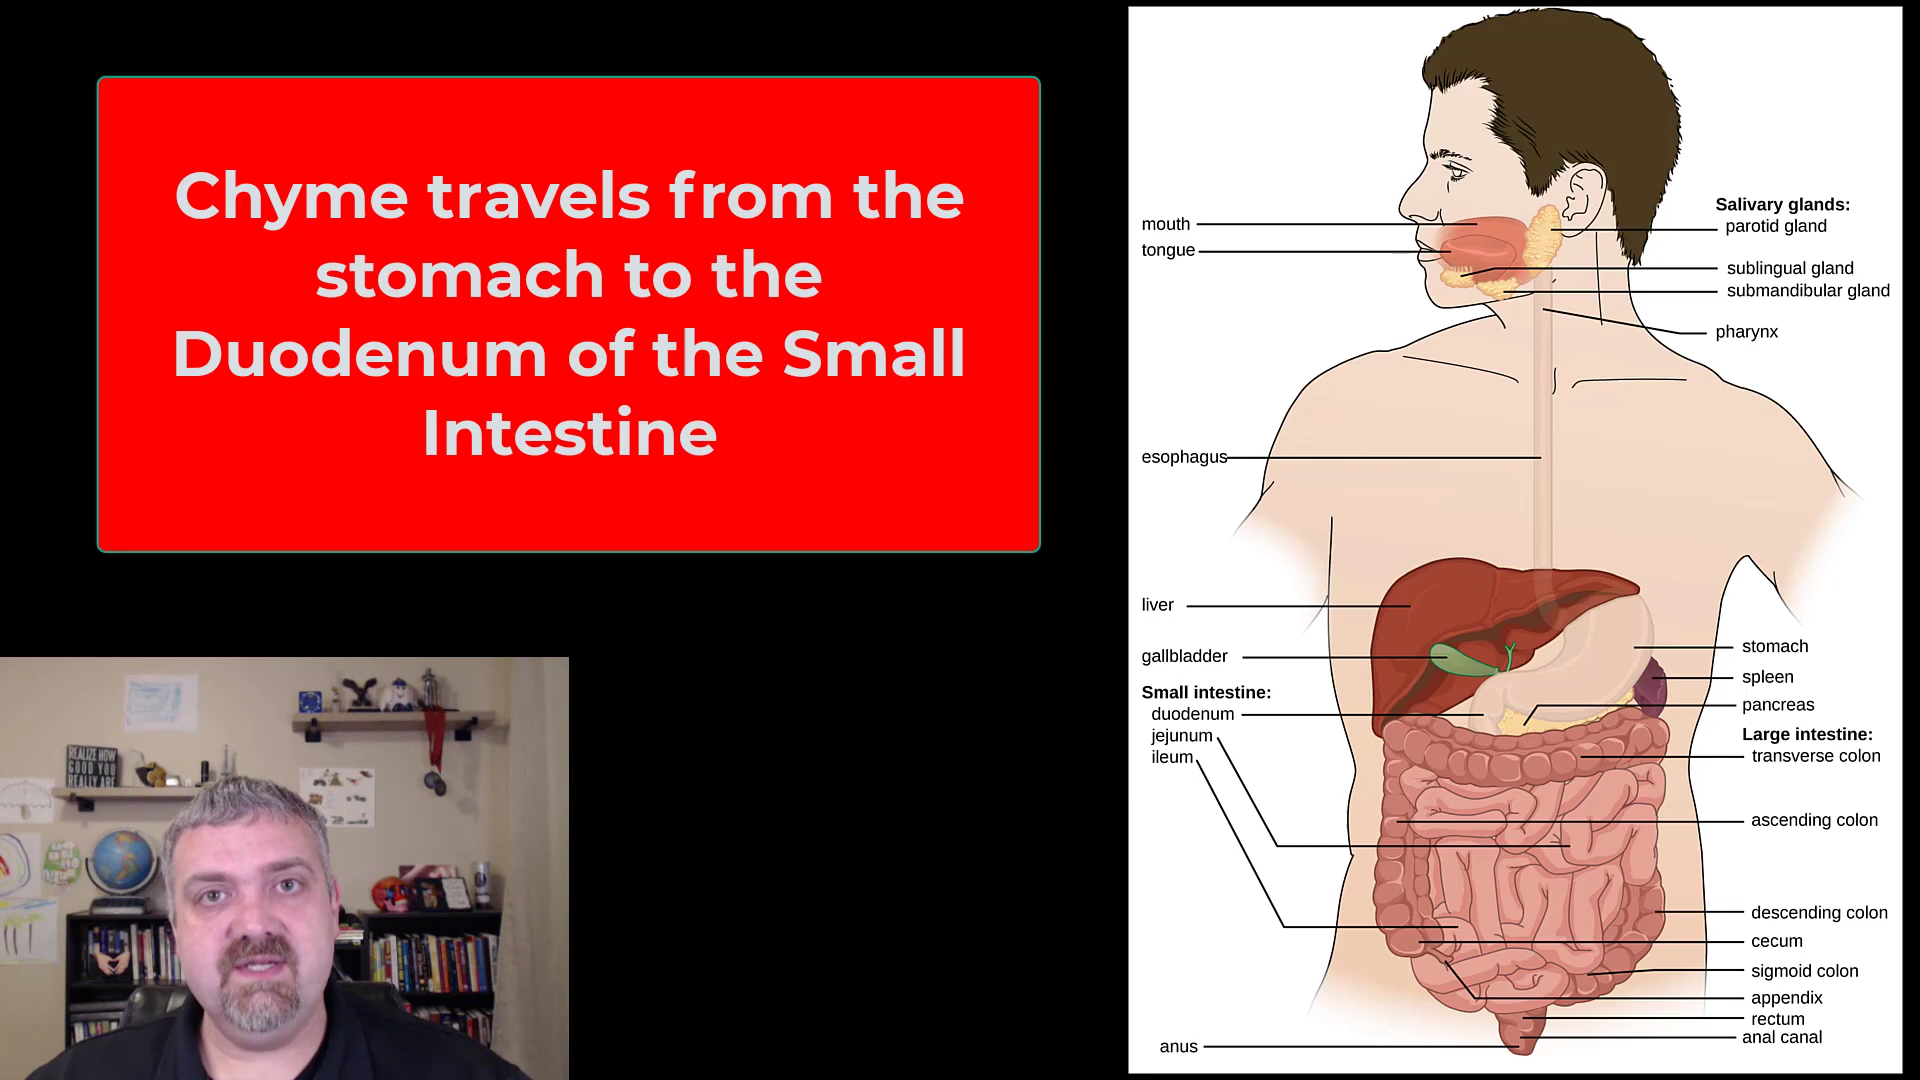 Chyme travels from the
stomach to the
Duodenum of the Small
Intestine
REALIZE HOW
GOOD YOU
REALLY ARE
mouth
tongue
esophagus
liver
gallbladder
Small intestine:
duodenum
jejunum
ileum
anus
Salivary glands:
parotid gland
sublingual gland
submandibular gland
pharynx
stomach
spleen
pancreas
Large intestine:
transverse colon
ascending colon
descending colon
cecum
sigmoid colon
appendix
rectum
anal canal